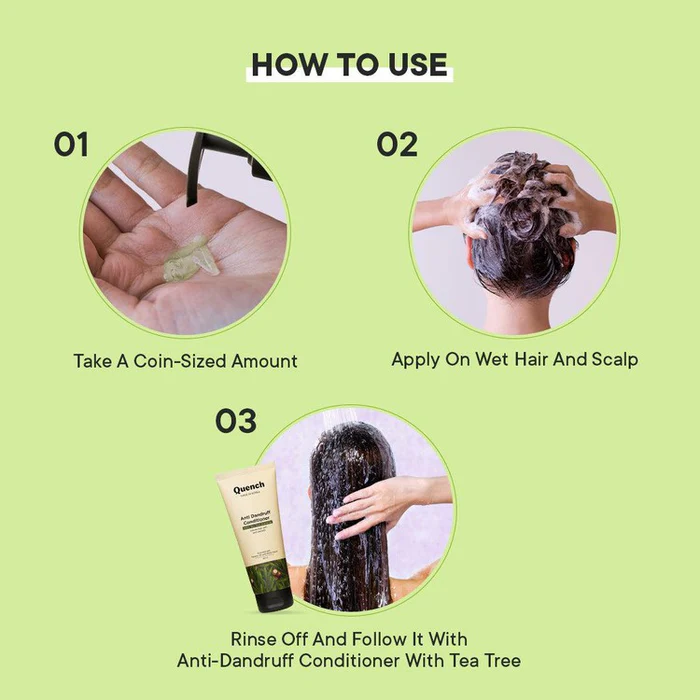 HOW TO USE
01
Take A Coin-Sized Amount
02
Apply On Wet Hair And Scalp
03
Quench
Anti Dandruff
Conditioner
Rinse Off And Follow It With
Anti-Dandruff Conditioner With Tea Tree